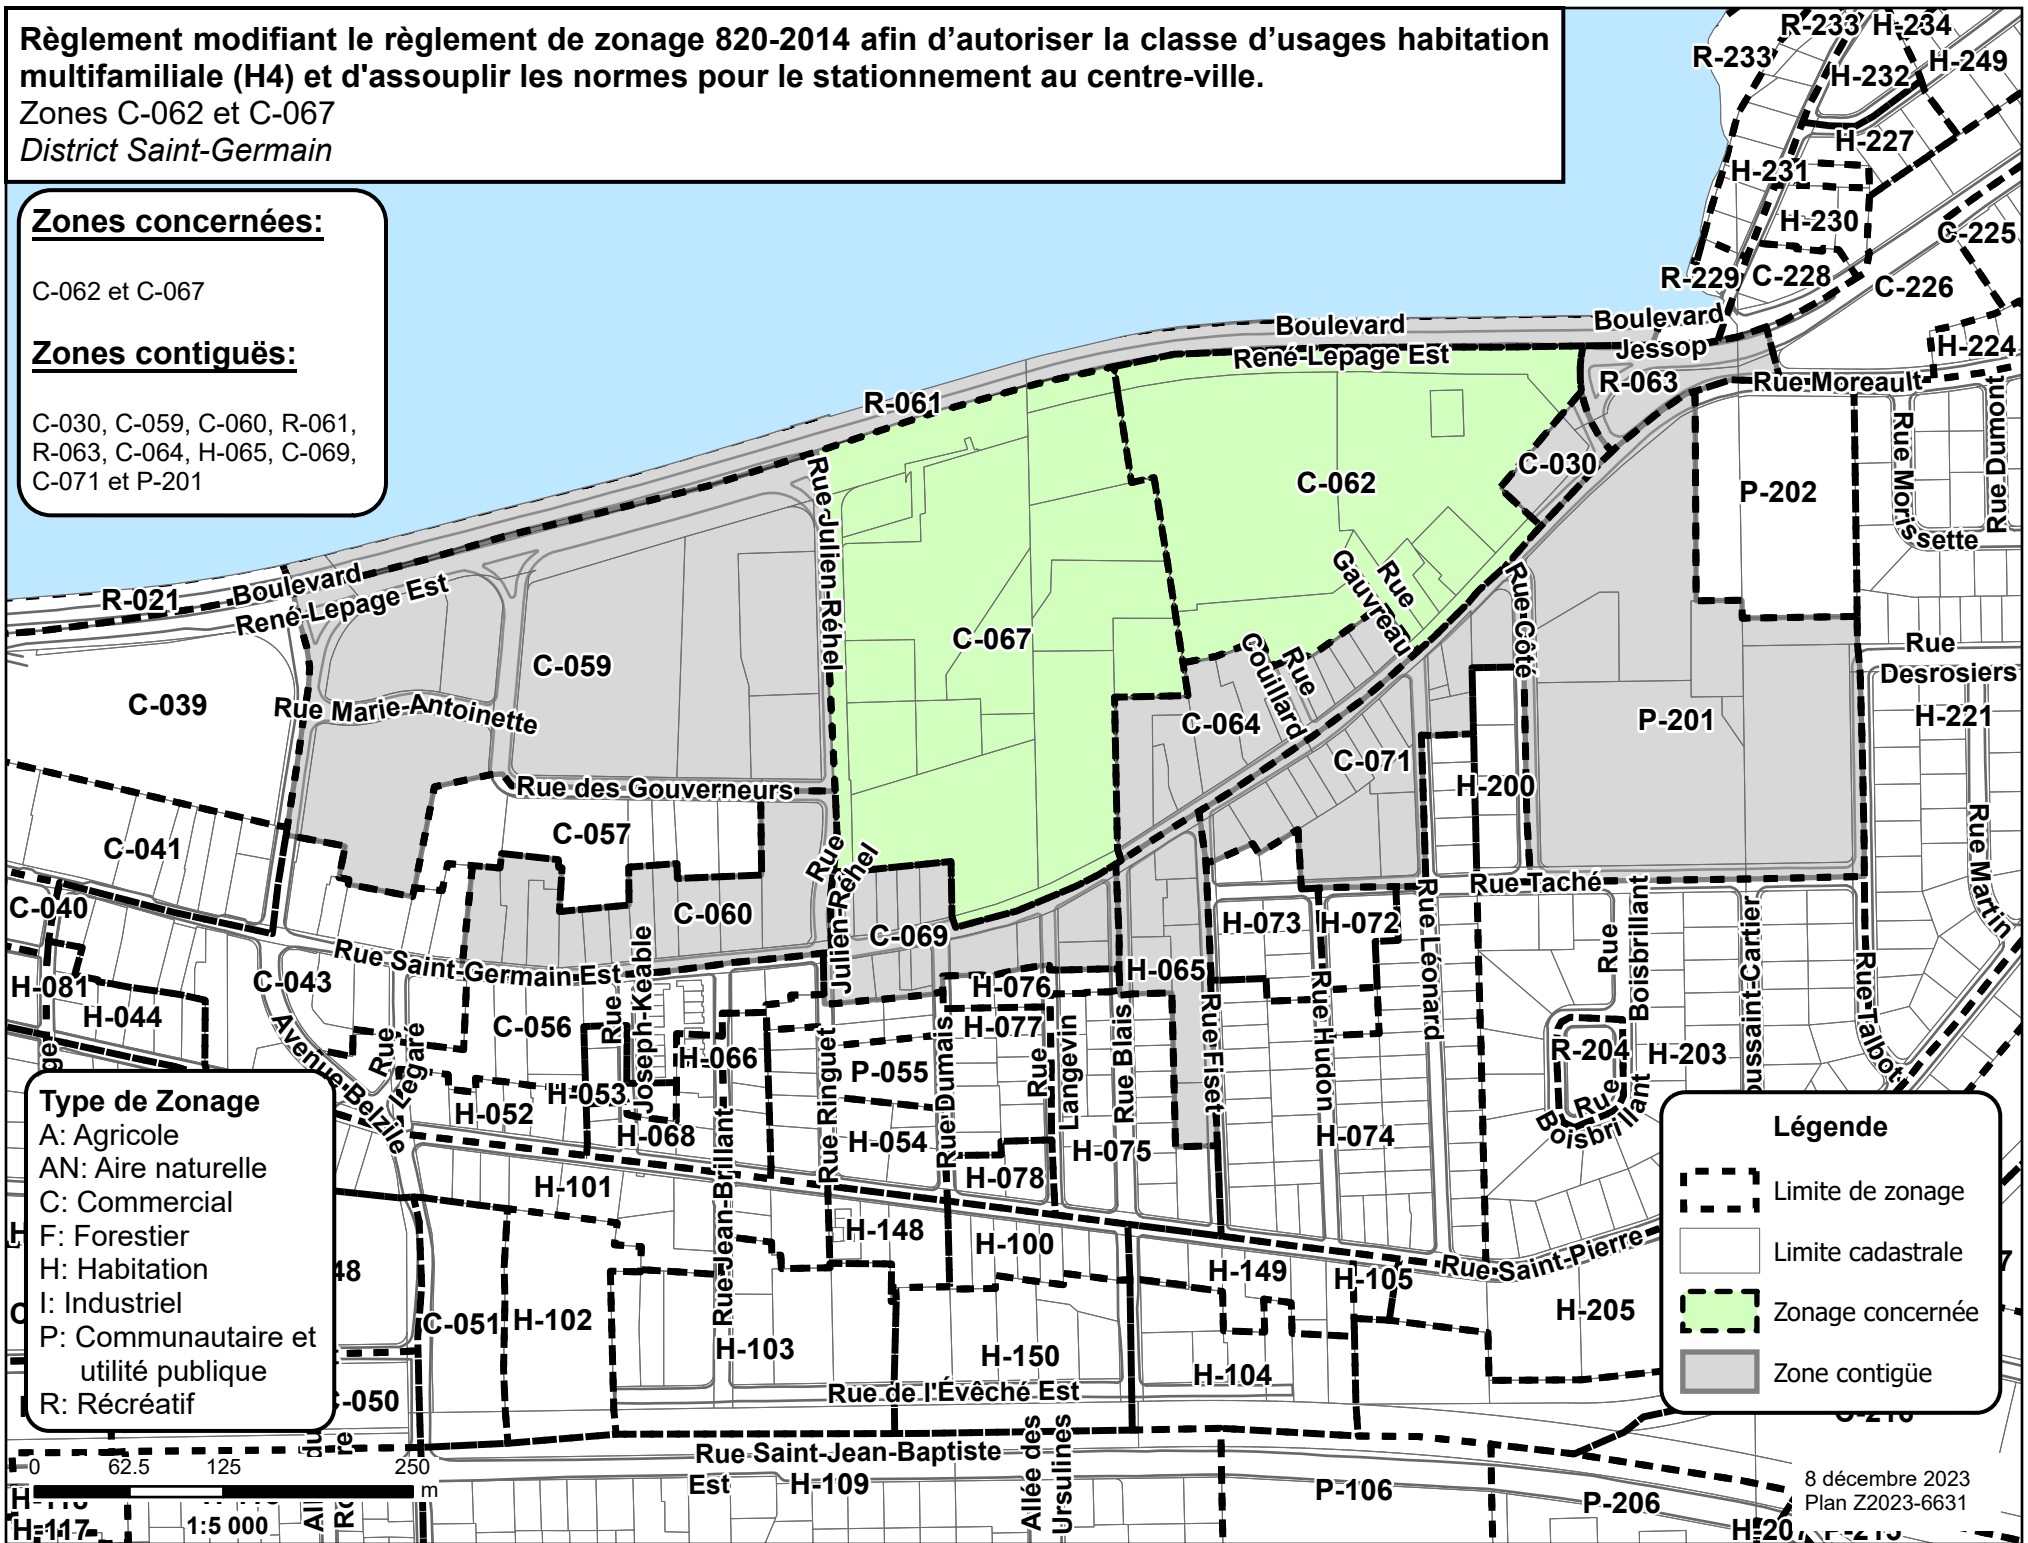 Règlement modifiant le règlement de zonage 820-2014 afin d’autoriser la classe d’usages habitation
multifamiliale (H4) et d'assouplir les normes pour le stationnement au centre-ville.
Zones C-062 et C-067
District Saint-Germain
Zones concernées:
C-062 et C-067
Zones contiguës:
C-030, C-059, C-060, R-061,
R-063, C-064, H-065, C-069,
C-071 et P-201
R-233
H-234
R-233
H-232
H-249
H-227
H-231
H-230
C-225
R-229
C-228
C-226
H-224
Boulevard
René-Lepage Est
Boulevard
Jessop
R-063
Rue Moreault
Rue Morissette
Rue Dumont
R-061
C-030
C-062
P-202
Rue Julien-Réhel
Rue
Gauvreau
Rue Côté
R-021
Boulevard
René-Lepage Est
C-059
C-067
Rue
Couillard
Rue
Desrosiers
C-039
Rue Marie-Antoinette
C-064
P-201
H-221
C-071
Rue des Gouverneurs
H-200
C-057
C-041
Rue
Julien-Réhel
Rue Martin
Rue Taché
C-040
C-060
C-069
H-073
H-072
Rue Léonard
Rue
Boisbrillant
Rue Talbot
Rue Saint-Germain Est
C-043
H-081
H-044
Rue
Joseph-Keable
H-076
H-065
C-056
H-077
Rue Hudon
Avenue Belzile
Rue
Légaré
H-066
Rue Ringuet
P-055
Rue Dumais
Rue
Langevin
Rue Blais
Rue Fiset
R-204
H-203
Rue
Boisbrillant
H-052
H-053
H-068
H-054
H-075
H-074
H-078
H-101
Rue Jean-Brillant
H-148
H-100
H-149
H-105
Rue Saint-Pierre
C-051
H-102
H-103
H-150
H-104
H-205
Rue de l'Évêché Est
Rue Saint-Jean-Baptiste
Est
H-109
Allée des
Ursulines
P-106
P-206
H-117
Type de Zonage
A: Agricole
AN: Aire naturelle
C: Commercial
F: Forestier
H: Habitation
I: Industriel
P: Communautaire et
utilité publique
R: Récréatif
Légende
Limite de zonage
Limite cadastrale
Zonage concernée
Zone contigüe
0 62.5 125 250
m
1:5 000
8 décembre 2023
Plan Z2023-6631